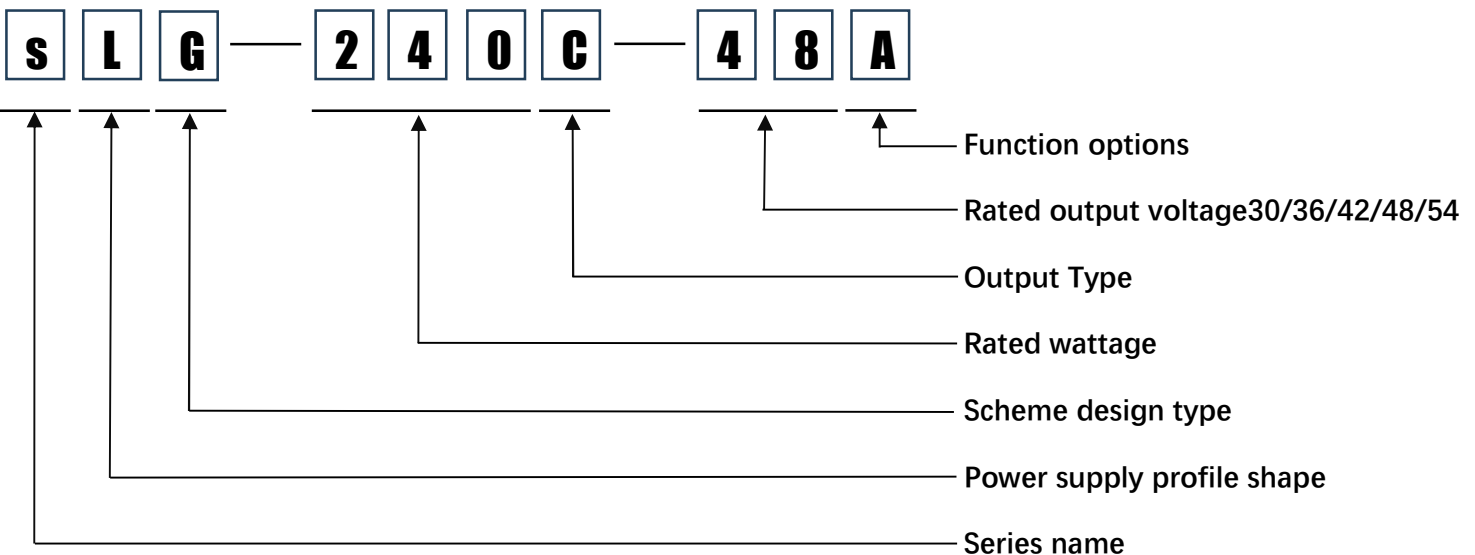 s L G — 2 4 0 C — 4 8 A
Function options
Rated output voltage30/36/42/48/54
Output Type
Rated wattage
Scheme design type
Power supply profile shape
Series name